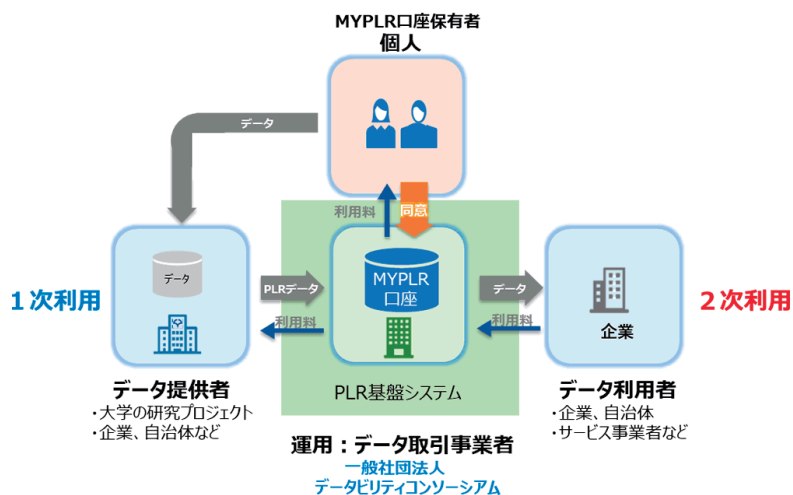 MYPLR口座保有者
個人
データ
利用料
同意
データ
PLRデータ
MYPLR
口座
データ
1次利用
利用料
利用料
企業
2次利用
データ提供者
・大学の研究プロジェクト
・企業、自治体など
PLR基盤システム
データ利用者
・企業、自治体
・サービス事業者など
運用：データ取引事業者
一般社団法人
データビリティコンソーシアム